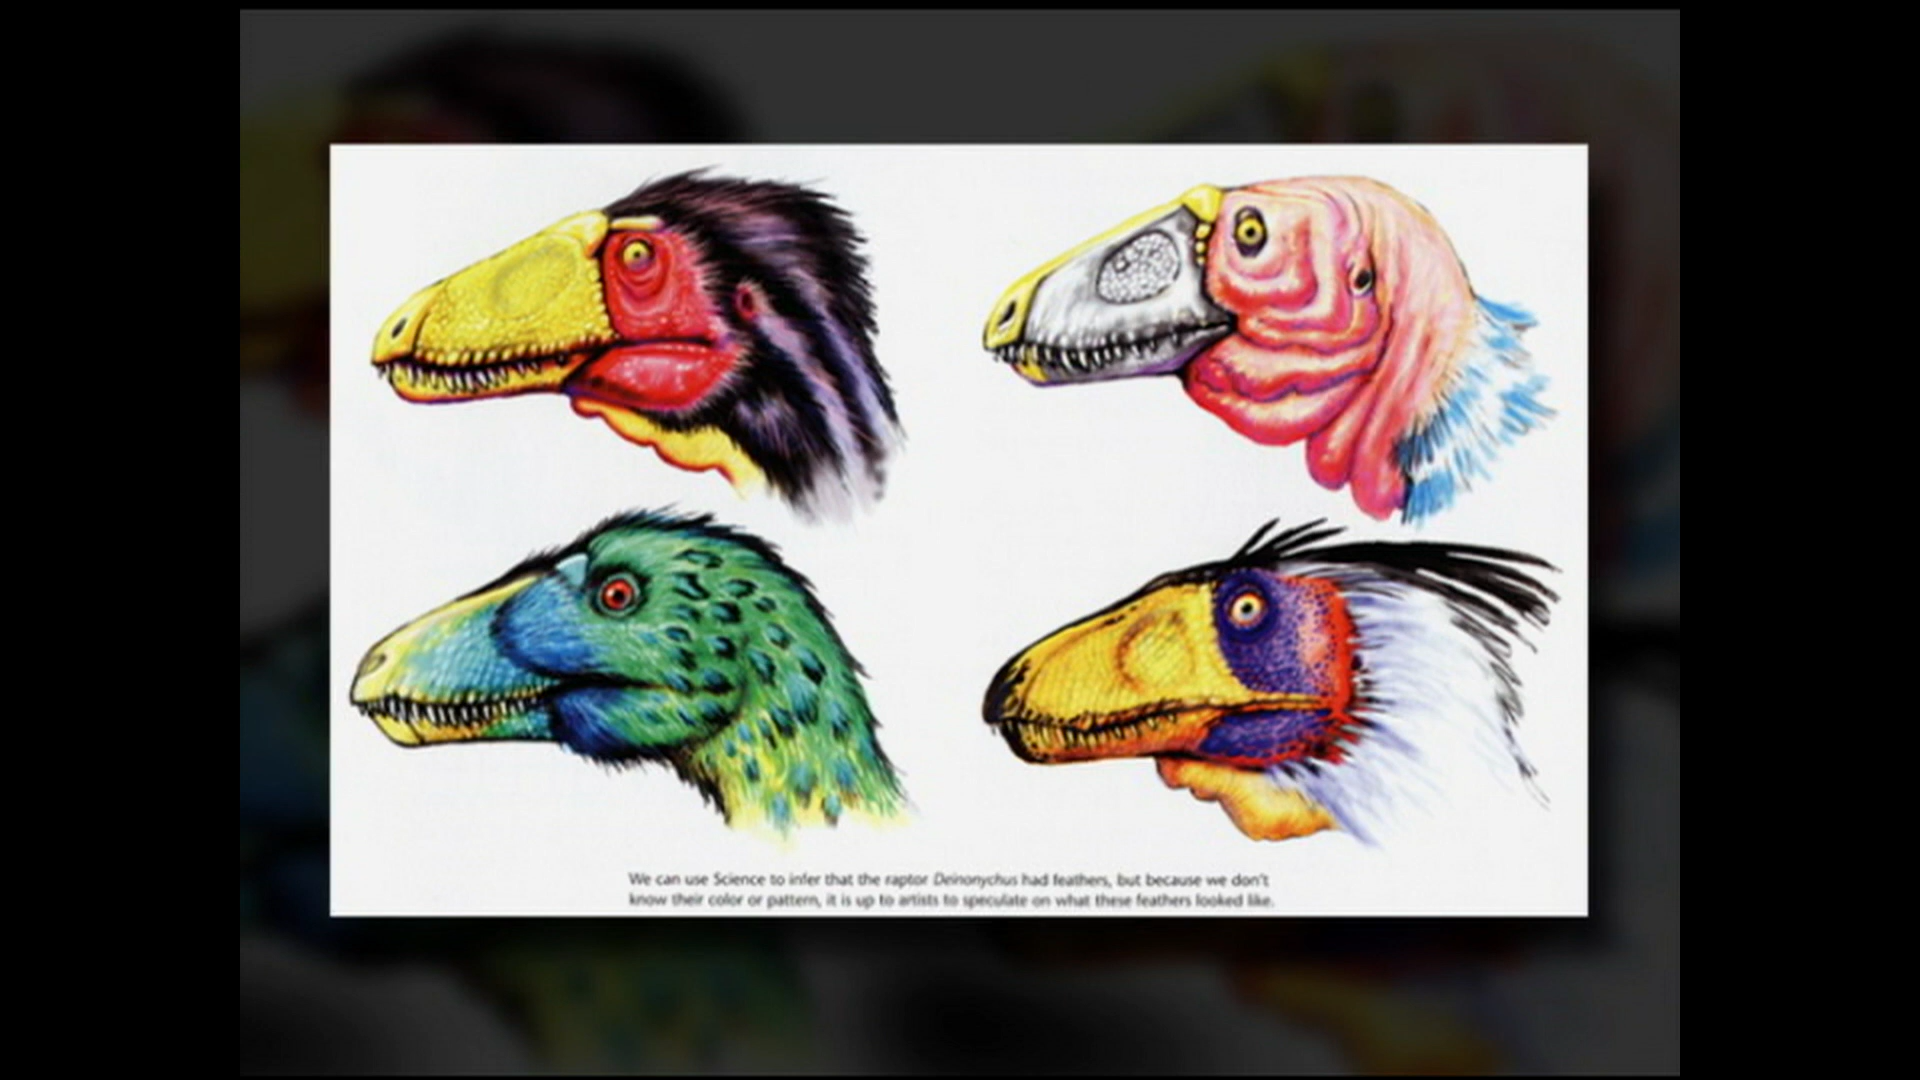 We can use Science to infer that the raptor Deinonychus had feathers, but because we don't
know their color or pattern, it is up to artists to speculate on what these feathers looked like.